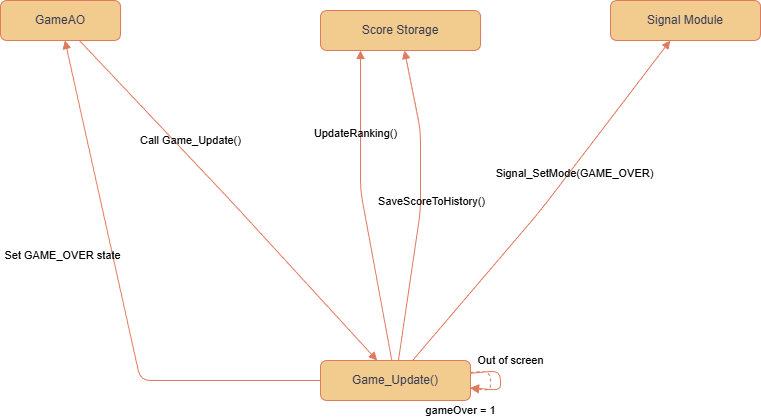 GameAO
Score Storage
Signal Module
UpdateRanking()
Call Game_Update()
Signal_SetMode(GAME_OVER)
SaveScoreToHistory()
Set GAME_OVER state
Out of screen
Game_Update()
gameOver = 1